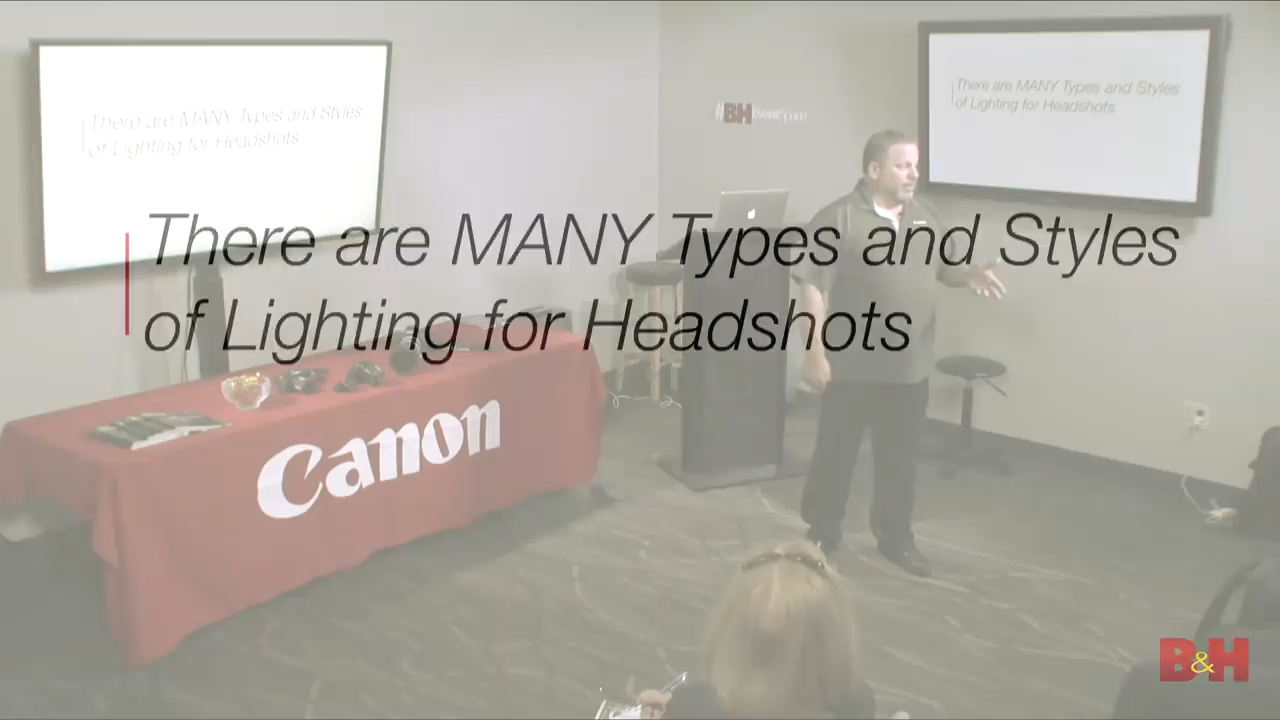 There are MANY Types and Styles
of Lighting for Headshots
There are MANY Types and Styles
of Lighting for Headshots
#BHEventSpace
There are MANY Types and Styles
of Lighting for Headshots
Canon
B&H